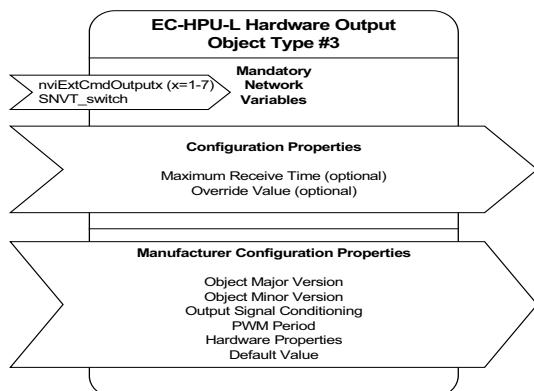 EC-HPU-L Hardware Output
Object Type #3
Mandatory
Network
Variables
nviExtCmdOutputx (x=1-7)
SNVT_switch
Configuration Properties
Maximum Receive Time (optional)
Override Value (optional)
Manufacturer Configuration Properties
Object Major Version
Object Minor Version
Output Signal Conditioning
PWM Period
Hardware Properties
Default Value